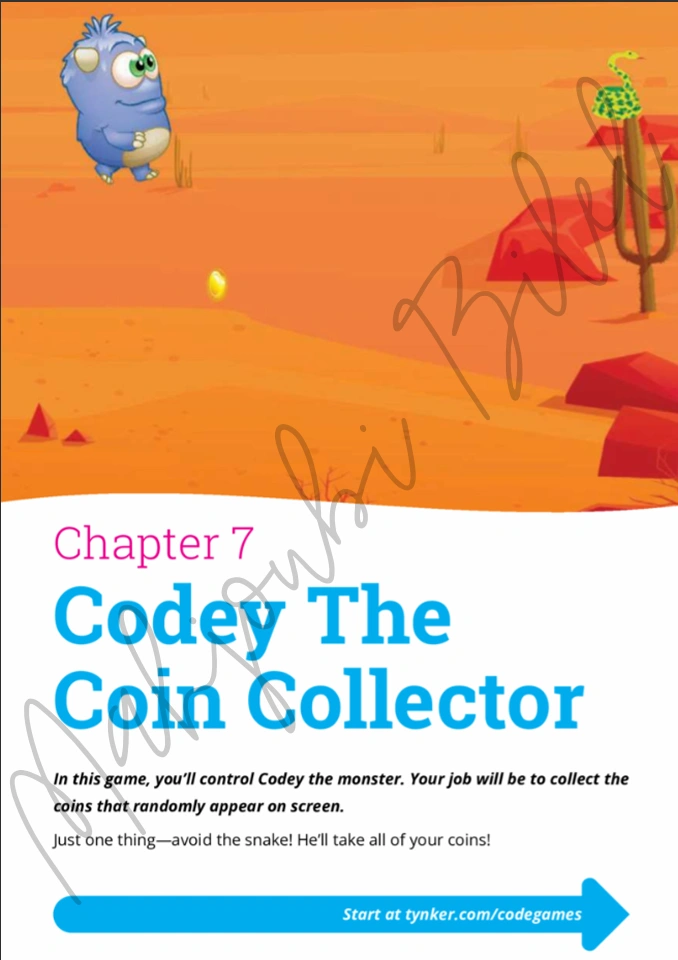 Chapter 7
Codey The
Coin Collector
In this game, you’ll control Codey the monster. Your job will be to collect the
coins that randomly appear on screen.
Just one thing—avoid the snake! He’ll take all of your coins!
Start at tynker.com/codegames
Mahjoubi Bilel